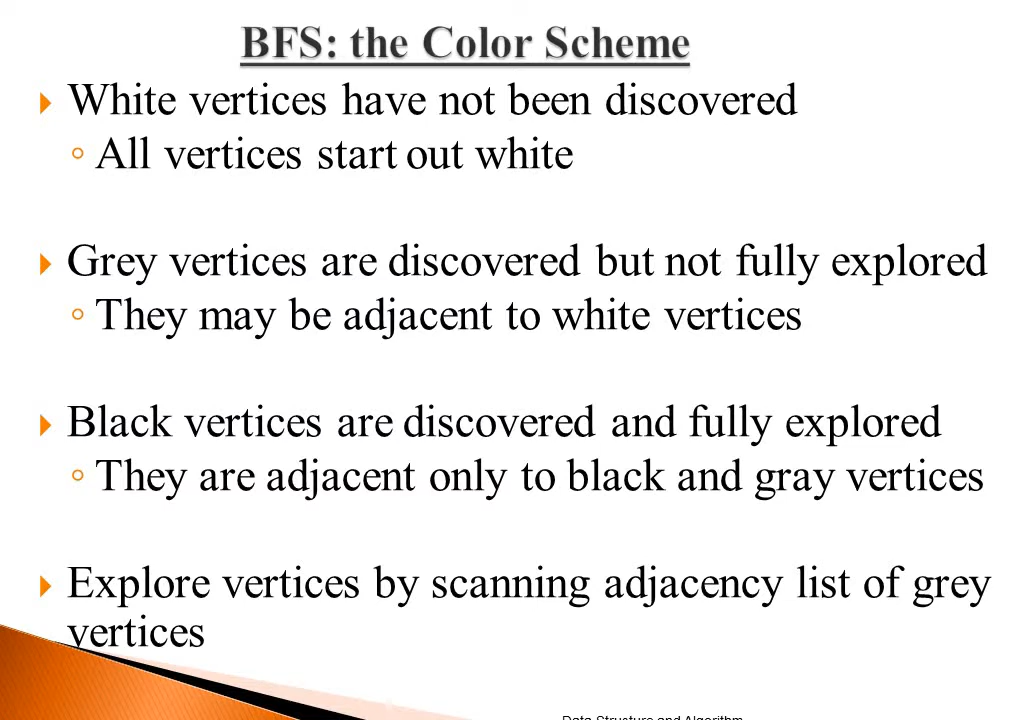 BFS: the Color Scheme
White vertices have not been discovered
All vertices start out white
Grey vertices are discovered but not fully explored
They may be adjacent to white vertices
Black vertices are discovered and fully explored
They are adjacent only to black and gray vertices
Explore vertices by scanning adjacency list of grey
vertices
Data Structure and Algorithm